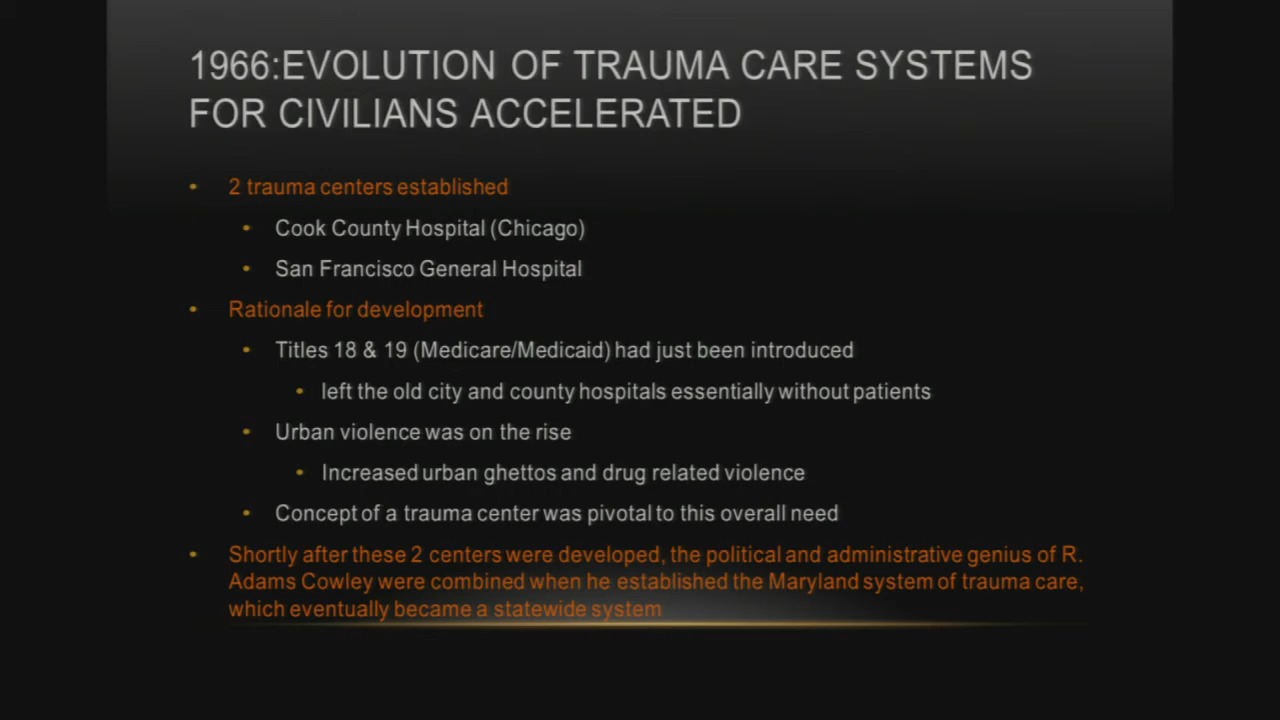 1966:EVOLUTION OF TRAUMA CARE SYSTEMS
FOR CIVILIANS ACCELERATED
• 2 trauma centers established
• Cook County Hospital (Chicago)
• San Francisco General Hospital
• Rationale for development
• Titles 18 & 19 (Medicare/Medicaid) had just been introduced
• left the old city and county hospitals essentially without patients
• Urban violence was on the rise
• Increased urban ghettos and drug related violence
• Concept of a trauma center was pivotal to this overall need
• Shortly after these 2 centers were developed, the political and administrative genius of R.
Adams Cowley were combined when he established the Maryland system of trauma care,
which eventually became a statewide system